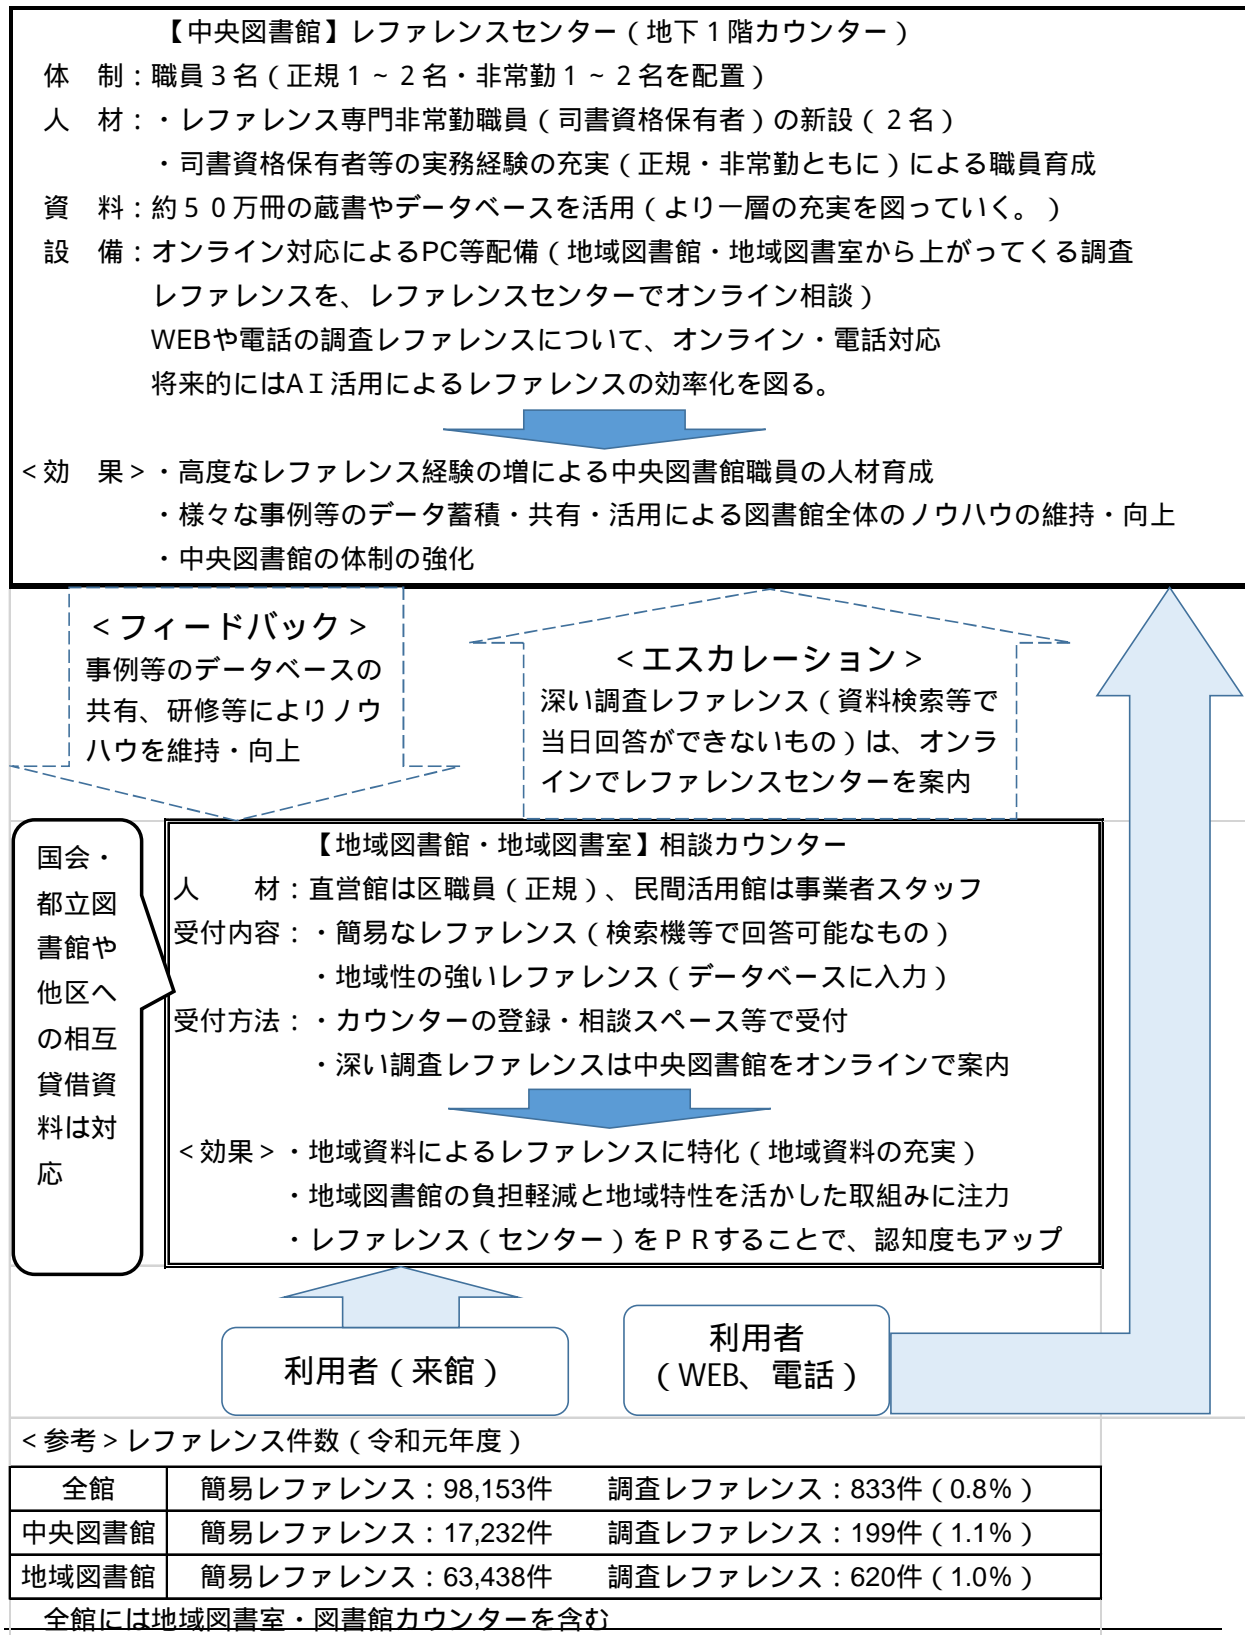 【中央図書館】レファレンスセンター（地下１階カウンター）
体　制：職員３名（正規１～２名・非常勤１～２名を配置）
人　材：・レファレンス専門非常勤職員（司書資格保有者）の新設（２名）
・司書資格保有者等の実務経験の充実（正規・非常勤ともに）による職員育成
資　料：約５０万冊の蔵書やデータベースを活用（より一層の充実を図っていく。）
設　備：オンライン対応によるPC等配備（地域図書館・地域図書室から上がってくる調査
レファレンスを、レファレンスセンターでオンライン相談）
WEBや電話の調査レファレンスについて、オンライン・電話対応
将来的にはAＩ活用によるレファレンスの効率化を図る。
＜効　果＞・高度なレファレンス経験の増による中央図書館職員の人材育成
・様々な事例等のデータ蓄積・共有・活用による図書館全体のノウハウの維持・向上
・中央図書館の体制の強化
＜フィードバック＞
事例等のデータベースの
共有、研修等によりノウ
ハウを維持・向上
＜エスカレーション＞
深い調査レファレンス（資料検索等で
当日回答ができないもの）は、オンラ
インでレファレンスセンターを案内
国会・
都立図
書館や
他区へ
の相互
貸借資
料は対
応
【地域図書館・地域図書室】相談カウンター
人　　材：直営館は区職員（正規）、民間活用館は事業者スタッフ
受付内容：・簡易なレファレンス（検索機等で回答可能なもの）
・地域性の強いレファレンス（データベースに入力）
受付方法：・カウンターの登録・相談スペース等で受付
・深い調査レファレンスは中央図書館をオンラインで案内
＜効果＞・地域資料によるレファレンスに特化（地域資料の充実）
・地域図書館の負担軽減と地域特性を活かした取組みに注力
・レファレンス（センター）をＰＲすることで、認知度もアップ
利用者（来館）
利用者
（WEB、電話）
＜参考＞レファレンス件数（令和元年度）
全館　簡易レファレンス：98,153件　調査レファレンス：833件（0.8％）
中央図書館　簡易レファレンス：17,232件　調査レファレンス：199件（1.1％）
地域図書館　簡易レファレンス：63,438件　調査レファレンス：620件（1.0％）
全館には地域図書室・図書館カウンターを含む